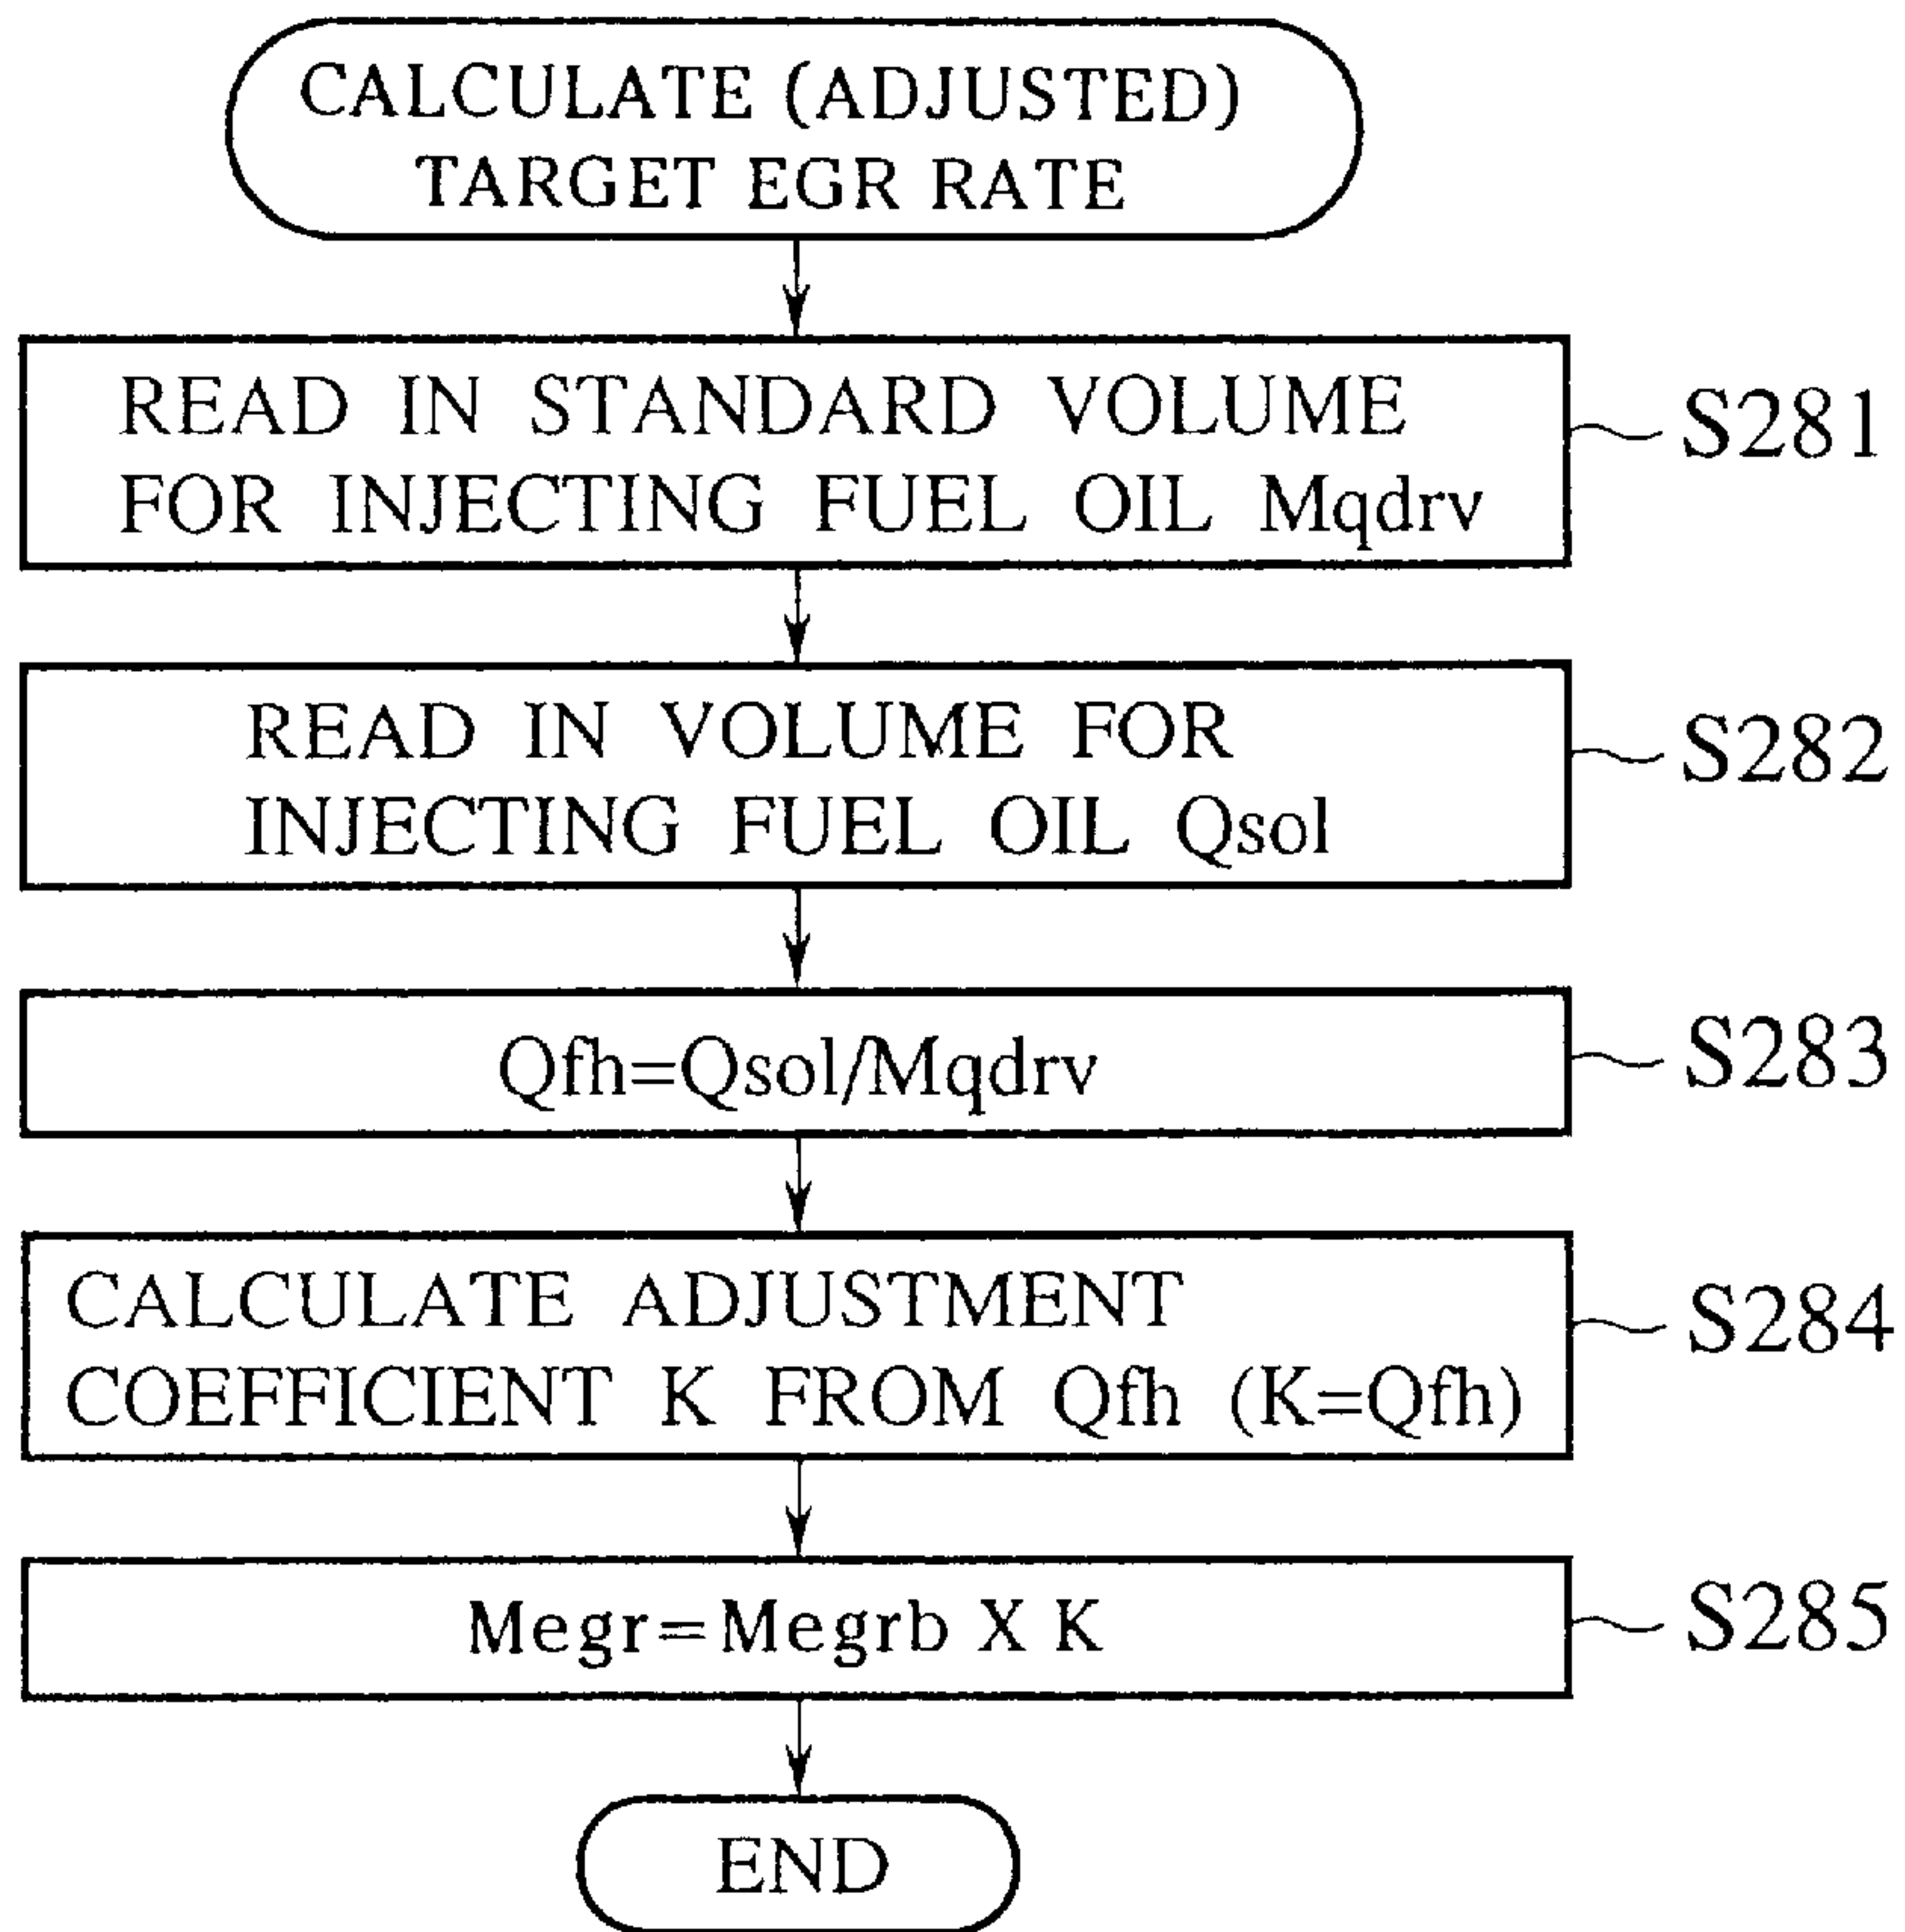 CALCULATE (ADJUSTED)
TARGET EGR RATE
READ IN STANDARD VOLUME
FOR INJECTING FUEL OIL Mqdrv
S281
READ IN VOLUME FOR
INJECTING FUEL OIL Qsol
S282
Qfh=Qsol/Mqdrv
S283
CALCULATE ADJUSTMENT
COEFFICIENT K FROM Qfh (K=Qfh)
S284
Megr=Megrb X K
S285
END